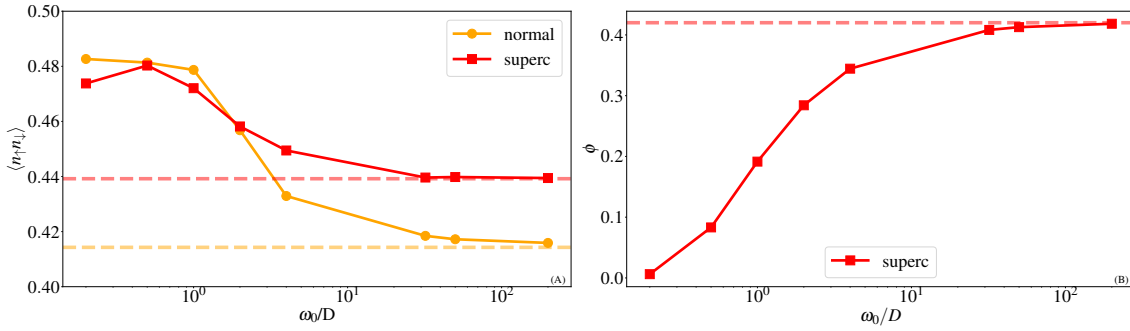 0.50
0.48
0.46
0.44
0.42
0.40
⟨n↑n↓⟩
10⁰
10¹
10²
ω₀/D
normal
superc
(A)
0.4
0.3
0.2
0.1
0.0
ϕ
10⁰
10¹
10²
ω₀/D
superc
(B)